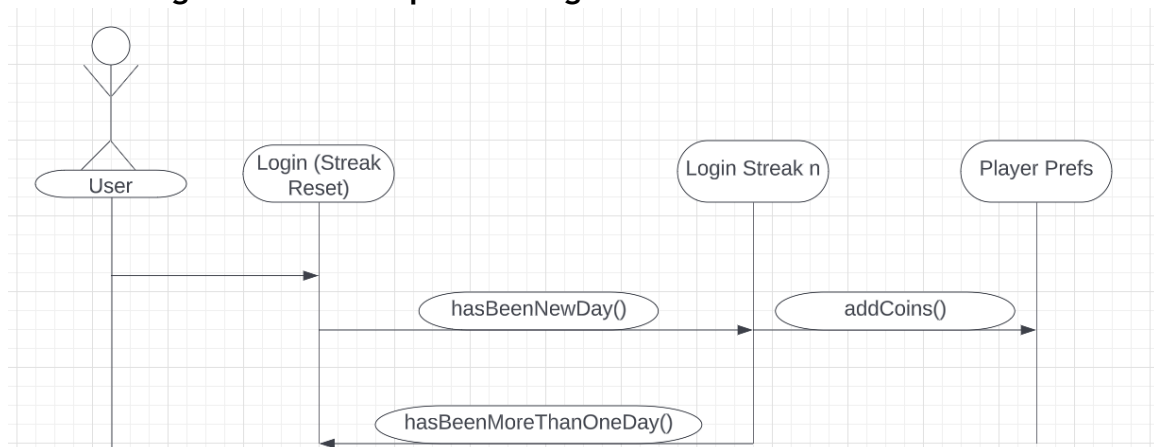 User
Login (Streak
Reset)
Login Streak n
Player Prefs
hasBeenNewDay()
addCoins()
hasBeenMoreThanOneDay()